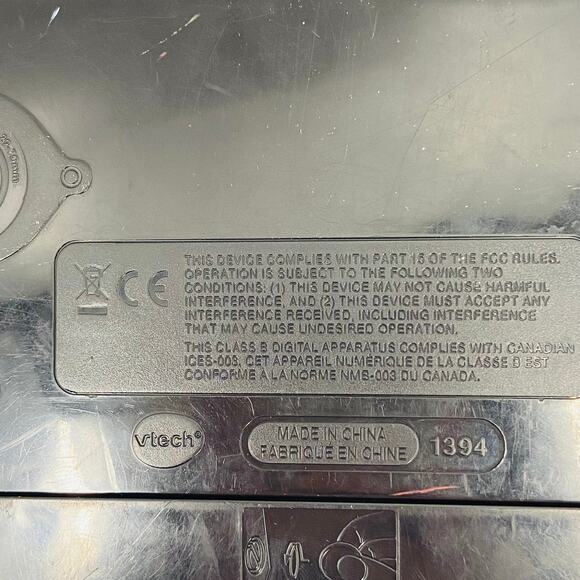 THIS DEVICE COMPLIES WITH PART 15 OF THE FCC RULES.
OPERATION IS SUBJECT TO THE FOLLOWING TWO
CONDITIONS: (1) THIS DEVICE MAY NOT CAUSE HARMFUL
INTERFERENCE, AND (2) THIS DEVICE MUST ACCEPT ANY
INTERFERENCE RECEIVED, INCLUDING INTERFERENCE
THAT MAY CAUSE UNDESIRED OPERATION.
THIS CLASS B DIGITAL APPARATUS COMPLIES WITH CANADIAN
ICES-003, CET APPAREIL NUMÉRIQUE DE LA CLASSE B EST
CONFORME À LA NORME NMB-003 DU CANADA.
CE
vtech®
MADE IN CHINA
FABRIQUÉ EN CHINE
1394